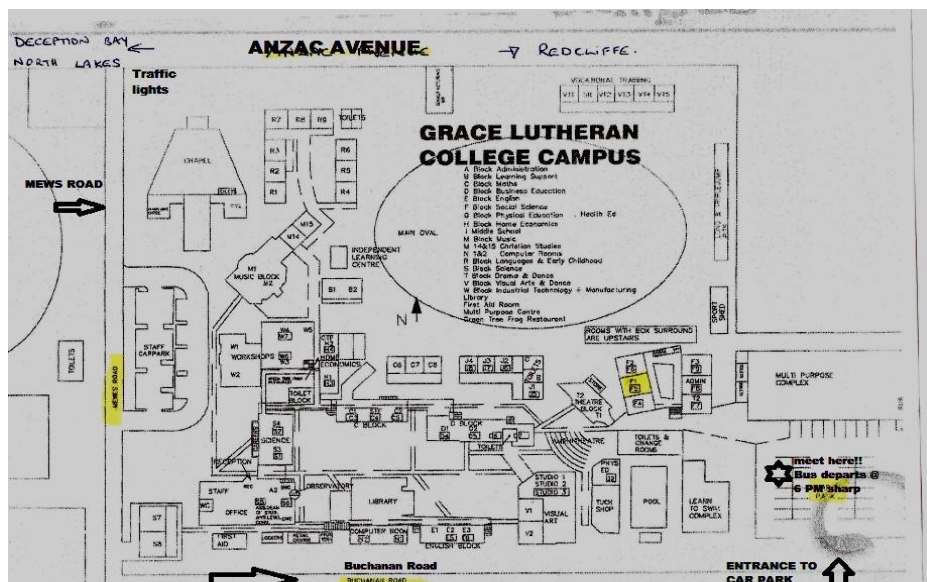 DECEPTION BAY
NORTH LAKES
ANZAC AVENUE
REDCLIFFE.
Traffic
lights
VOCATIONAL TRAINING
R7 R8 R9 TOILETS
GRACE LUTHERAN
COLLEGE CAMPUS
CHAPEL
R3
R2
R1
R6
R5
R4
A Block Administration
B Block Learning Support
C Block Maths
D Block Business Education
E Block English
F Block Social Science
G Block Physical Education , Health Ed
H Block Home Economics
I Middle School
M Block Music
M 14&15 Christian Studies
N 1&2 Computer Rooms
R Block Languages & Early Childhood
S Block Science
T Block Drama & Dance
V Block Visual Arts & Dance
W Block Industrial Technology + Manufacturing
Library
First Aid Room
Multi Purpose Centre
Green Tree Frog Restaurant
MEWS ROAD
MAIN OVAL
M15
M14
INDEPENDENT
LEARNING
CENTRE
M1
MUSIC BLOCK
M2
B1 B2
N
SPORT
SHED
ROOMS WITH BOX SURROUND
ARE UPSTAIRS
STAFF
CARPARK
TOILETS
MEWS ROAD
W1
WORKSHOPS
W2
HOME
ECONOMICS
C6 C7 C8
TOILET
BLOCK
T2
THEATRE
BLOCK
T1
ADMIN
MULTI PURPOSE
COMPLEX
C BLOCK
D BLOCK
TOILETS
AMPHITHEATRE
TOILETS &
CHANGE
ROOMS
SCIENCE
RECEPTION
STAFF
OFFICE
OBSERVATORY
LIBRARY
STUDIO 1
STUDIO 2
STUDIO 3
PHYS
ED
TUCK
SHOP
POOL
LEARN
TO SWIM
COMPLEX
V1
VISUAL
ART
V2
meet here!!
Bus departs @
6 PM sharp
PARK
S7
S8
FIRST
AID
COMPUTER ROOM
E1 E2 E3
ENGLISH BLOCK
Buchanan Road
BUCHANAN ROAD
ENTRANCE TO
CAR PARK